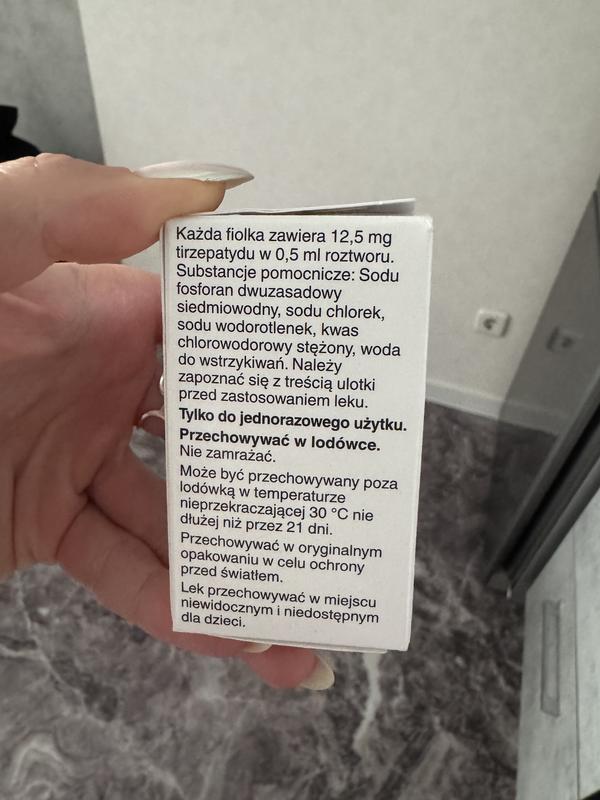 Każda fiolka zawiera 12,5 mg
tirzepatydu w 0,5 ml roztworu.
Substancje pomocnicze: Sodu
fosforan dwuzasadowy
siedmiowodny, sodu chlorek,
sodu wodorotlenek, kwas
chlorowodorowy stężony, woda
do wstrzykiwań. Należy
zapoznać się z treścią ulotki
przed zastosowaniem leku.
Tylko do jednorazowego użytku.
Przechowywać w lodówce.
Nie zamrażać.
Może być przechowywany poza
lodówką w temperaturze
nieprzekraczającej 30 °C nie
dłużej niż przez 21 dni.
Przechowywać w oryginalnym
opakowaniu w celu ochrony
przed światłem.
Lek przechowywać w miejscu
niewidocznym i niedostępnym
dla dzieci.